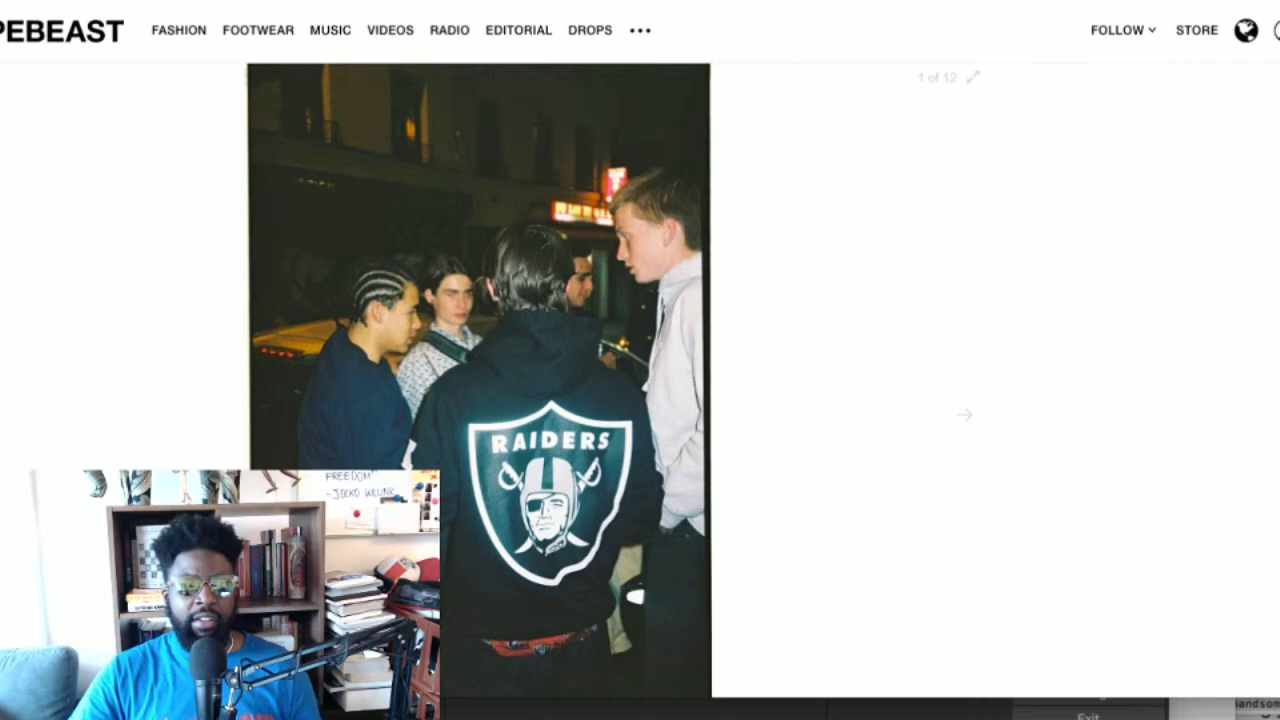 PEBEAST
FASHION FOOTWEAR MUSIC VIDEOS RADIO EDITORIAL DROPS •••
FOLLOW STORE
1 of 12
RAIDERS
FREEDOM"
-JOCKO WILLINK
Exit